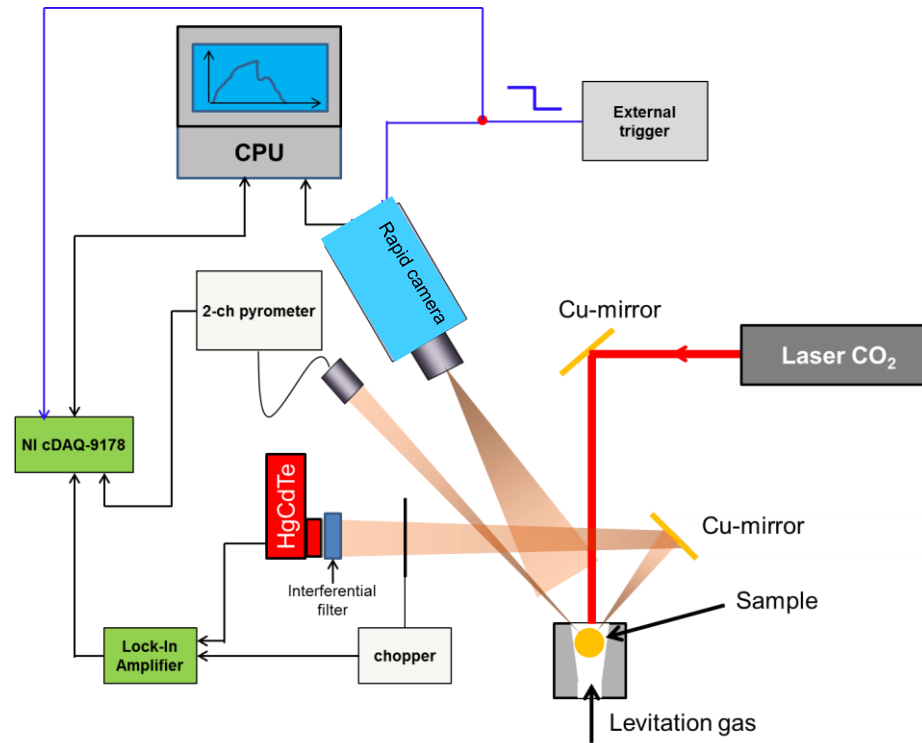 External
trigger
CPU
Rapid camera
2-ch pyrometer
Cu-mirror
Laser CO₂
NI cDAQ-9178
HgCdTe
Cu-mirror
Interferential
filter
Sample
Lock-In
Amplifier
chopper
Levitation gas